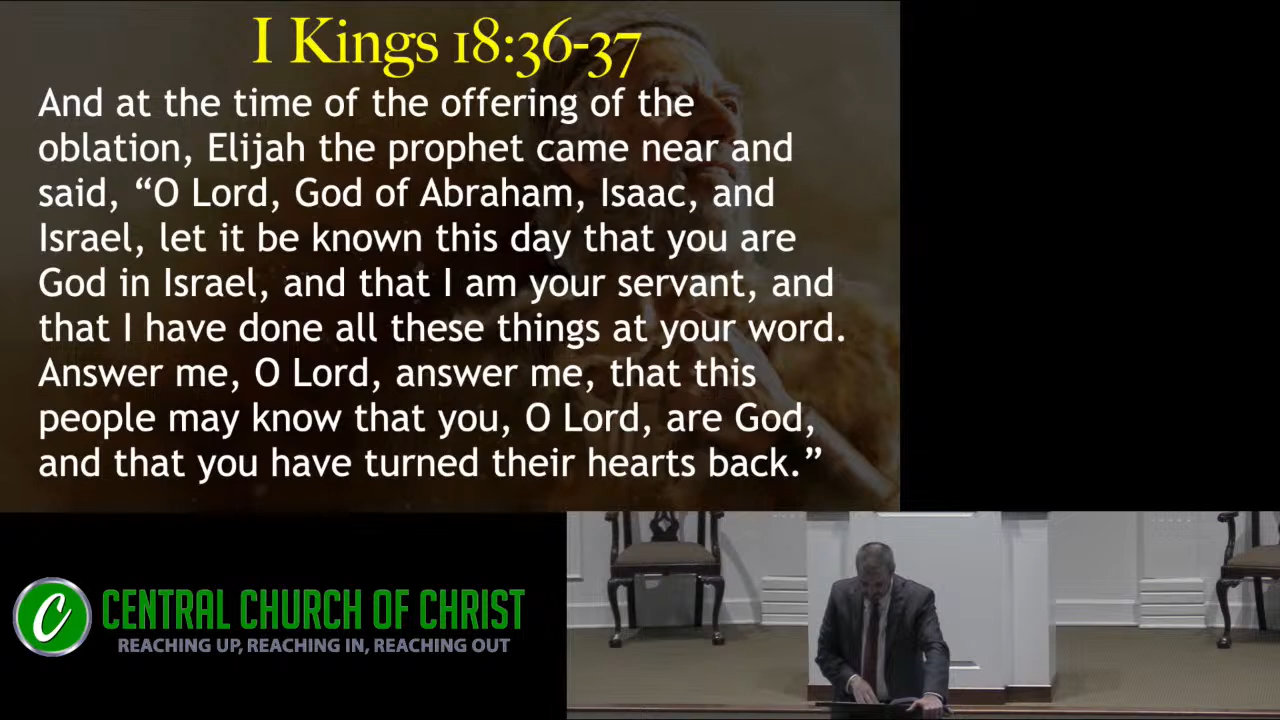 I Kings 18:36-37
And at the time of the offering of the
oblation, Elijah the prophet came near and
said, “O Lord, God of Abraham, Isaac, and
Israel, let it be known this day that you are
God in Israel, and that I am your servant, and
that I have done all these things at your word.
Answer me, O Lord, answer me, that this
people may know that you, O Lord, are God,
and that you have turned their hearts back.”
C
CENTRAL CHURCH OF CHRIST
REACHING UP, REACHING IN, REACHING OUT